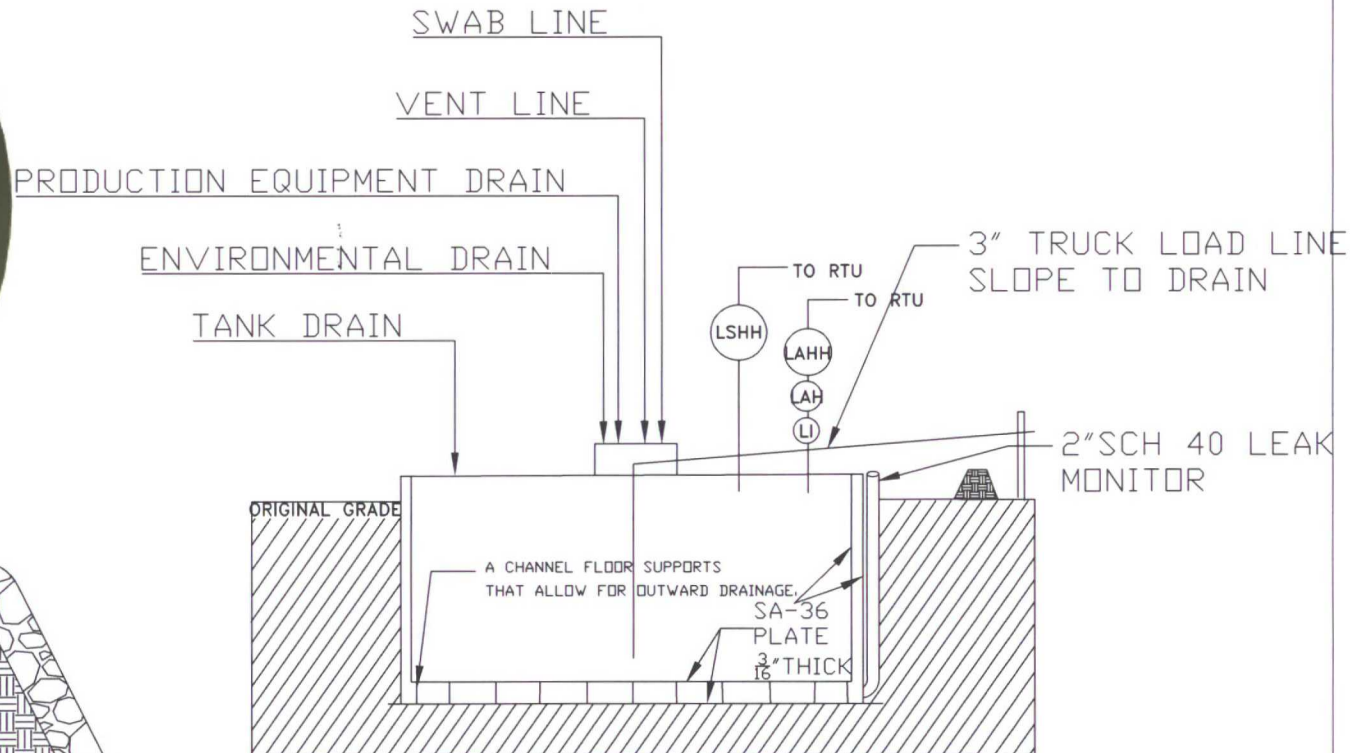 SWAB LINE
VENT LINE
PRODUCTION EQUIPMENT DRAIN
ENVIRONMENTAL DRAIN
TANK DRAIN
TO RTU
TO RTU
3" TRUCK LOAD LINE
SLOPE TO DRAIN
LSHH
LAHH
LAH
LI
2"SCH 40 LEAK
MONITOR
ORIGINAL GRADE
A CHANNEL FLOOR SUPPORTS
THAT ALLOW FOR OUTWARD DRAINAGE.
SA-36
PLATE
3/16" THICK